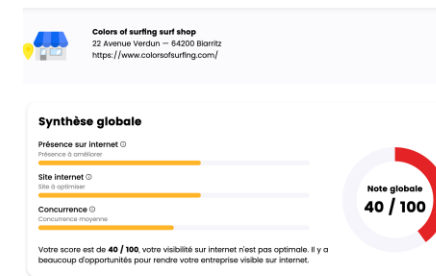 Colors of surfing surf shop
22 Avenue Verdun — 64200 Biarritz
https://www.colorsofsurfing.com/
Synthèse globale
Présence sur internet
Présence à améliorer
Site internet
Site à optimiser
Concurrence
Concurrence moyenne
Note globale
40 / 100
Votre score est de 40 / 100, votre visibilité sur internet n'est pas optimale. Il y a
beaucoup d'opportunités pour rendre votre entreprise visible sur internet.